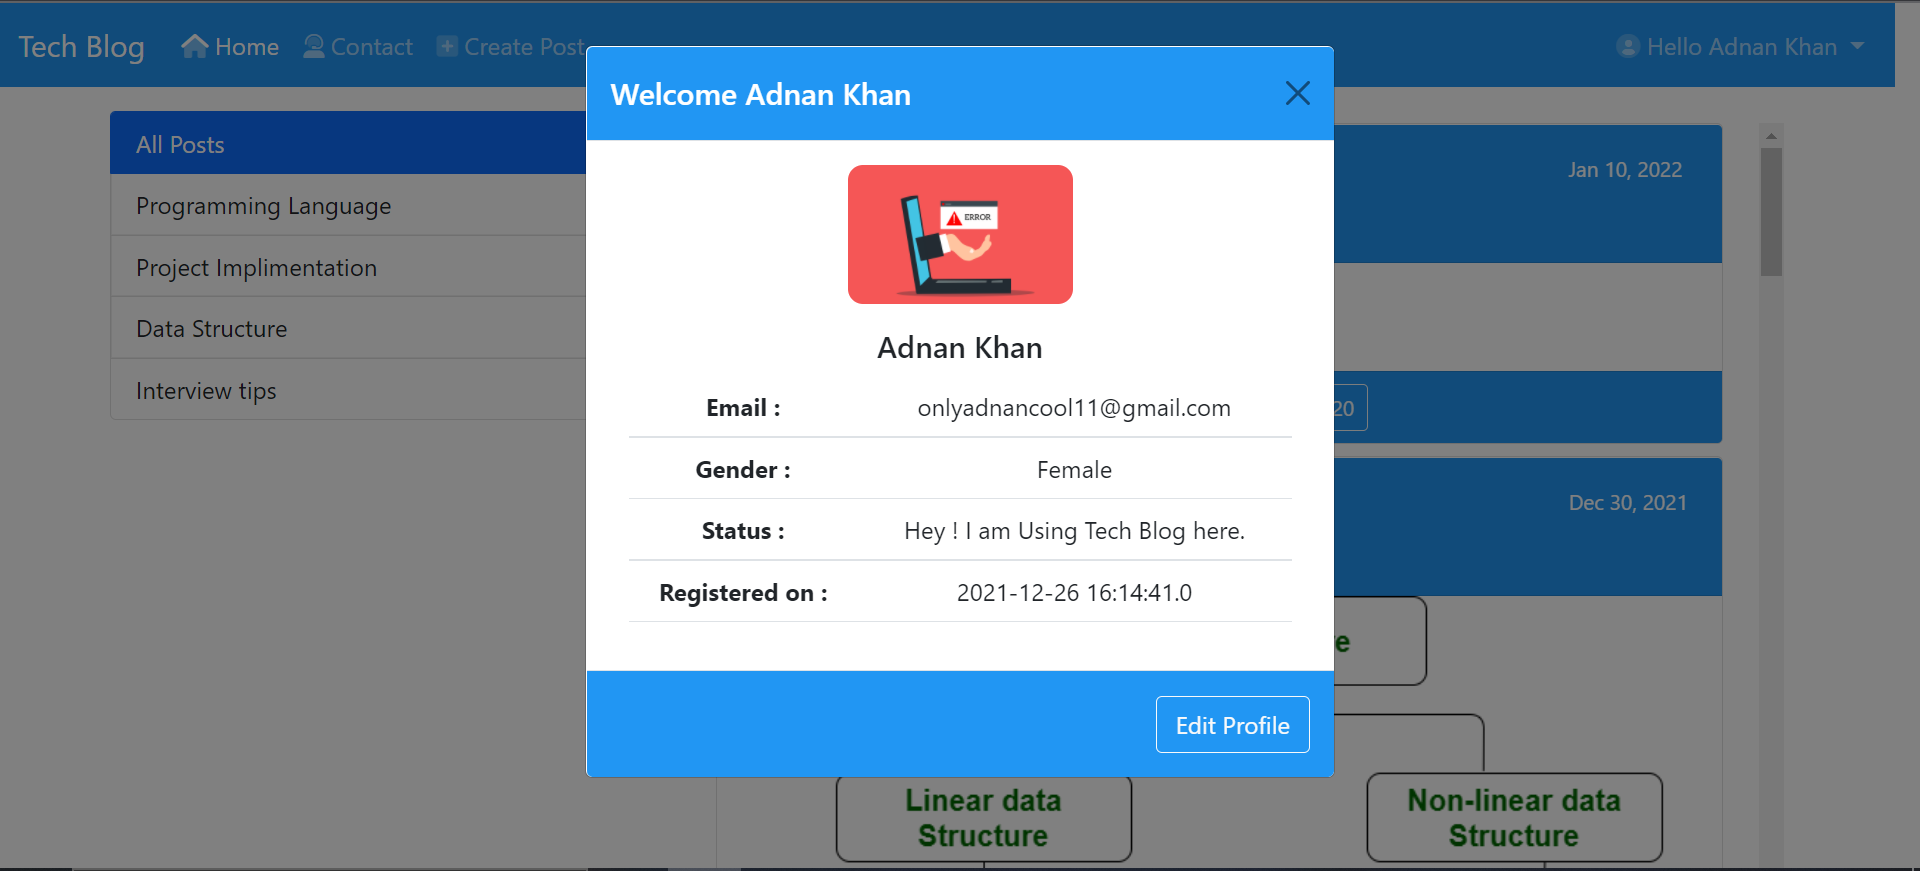 Tech Blog Home Contact Create Post Hello Adnan Khan
Welcome Adnan Khan
All Posts
Programming Language
Project Implimentation
Data Structure
Interview tips
Jan 10, 2022
ERROR
Adnan Khan
Email : onlyadnancool11@gmail.com
Gender : Female
Status : Hey ! I am Using Tech Blog here.
Registered on : 2021-12-26 16:14:41.0
20
Dec 30, 2021
Edit Profile
Linear data
Structure
Non-linear data
Structure